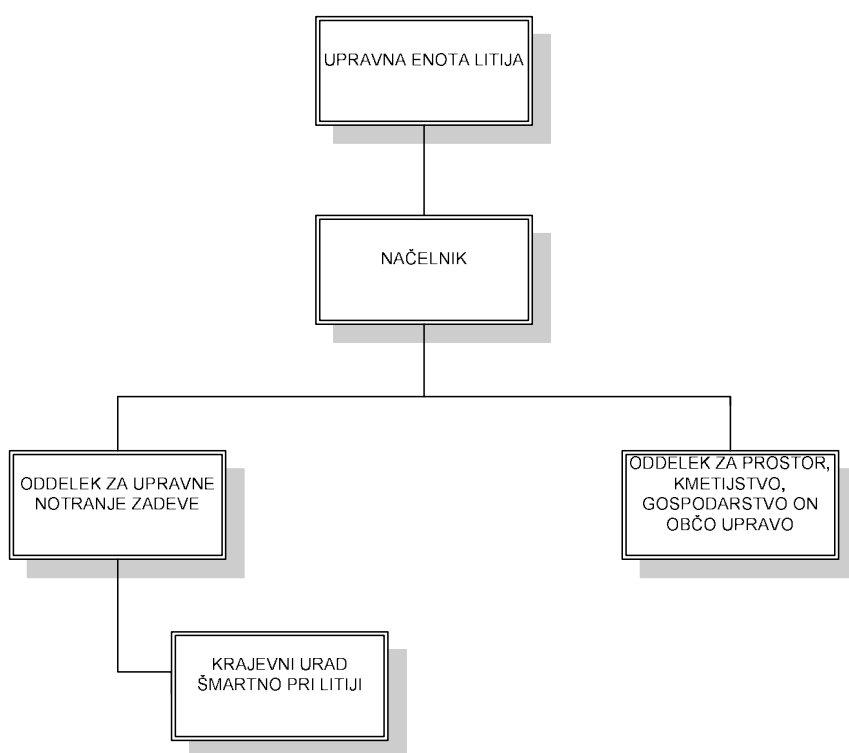 UPRAVNA ENOTA LITIJA
NAČELNIK
ODDELEK ZA UPRAVNE
NOTRANJE ZADEVE
ODDELEK ZA PROSTOR,
KMETIJSTVO,
GOSPODARSTVO ON
OBČO UPRAVO
KRAJEVNI URAD
ŠMARTNO PRI LITIJI